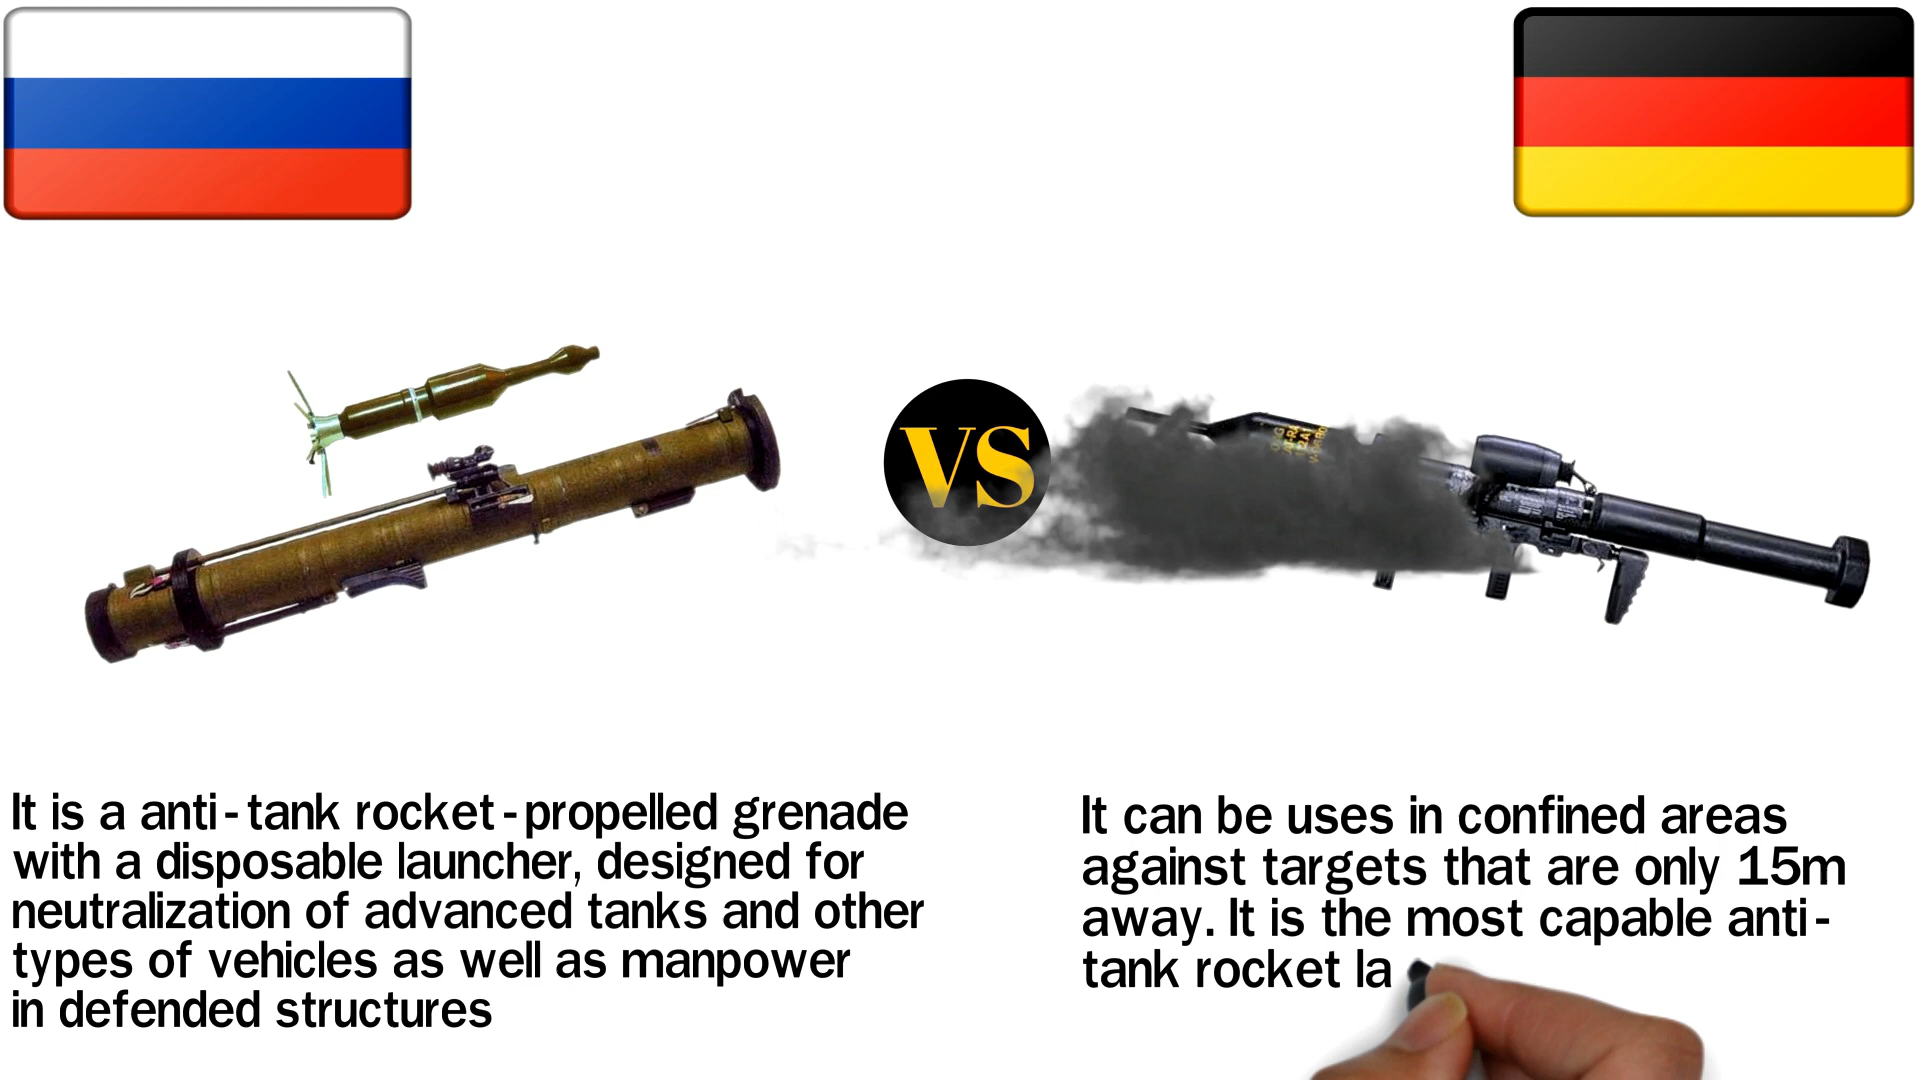 VS
It is a anti-tank rocket-propelled grenade
with a disposable launcher, designed for
neutralization of advanced tanks and other
types of vehicles as well as manpower
in defended structures
It can be uses in confined areas
against targets that are only 15m
away. It is the most capable anti-
tank rocket la